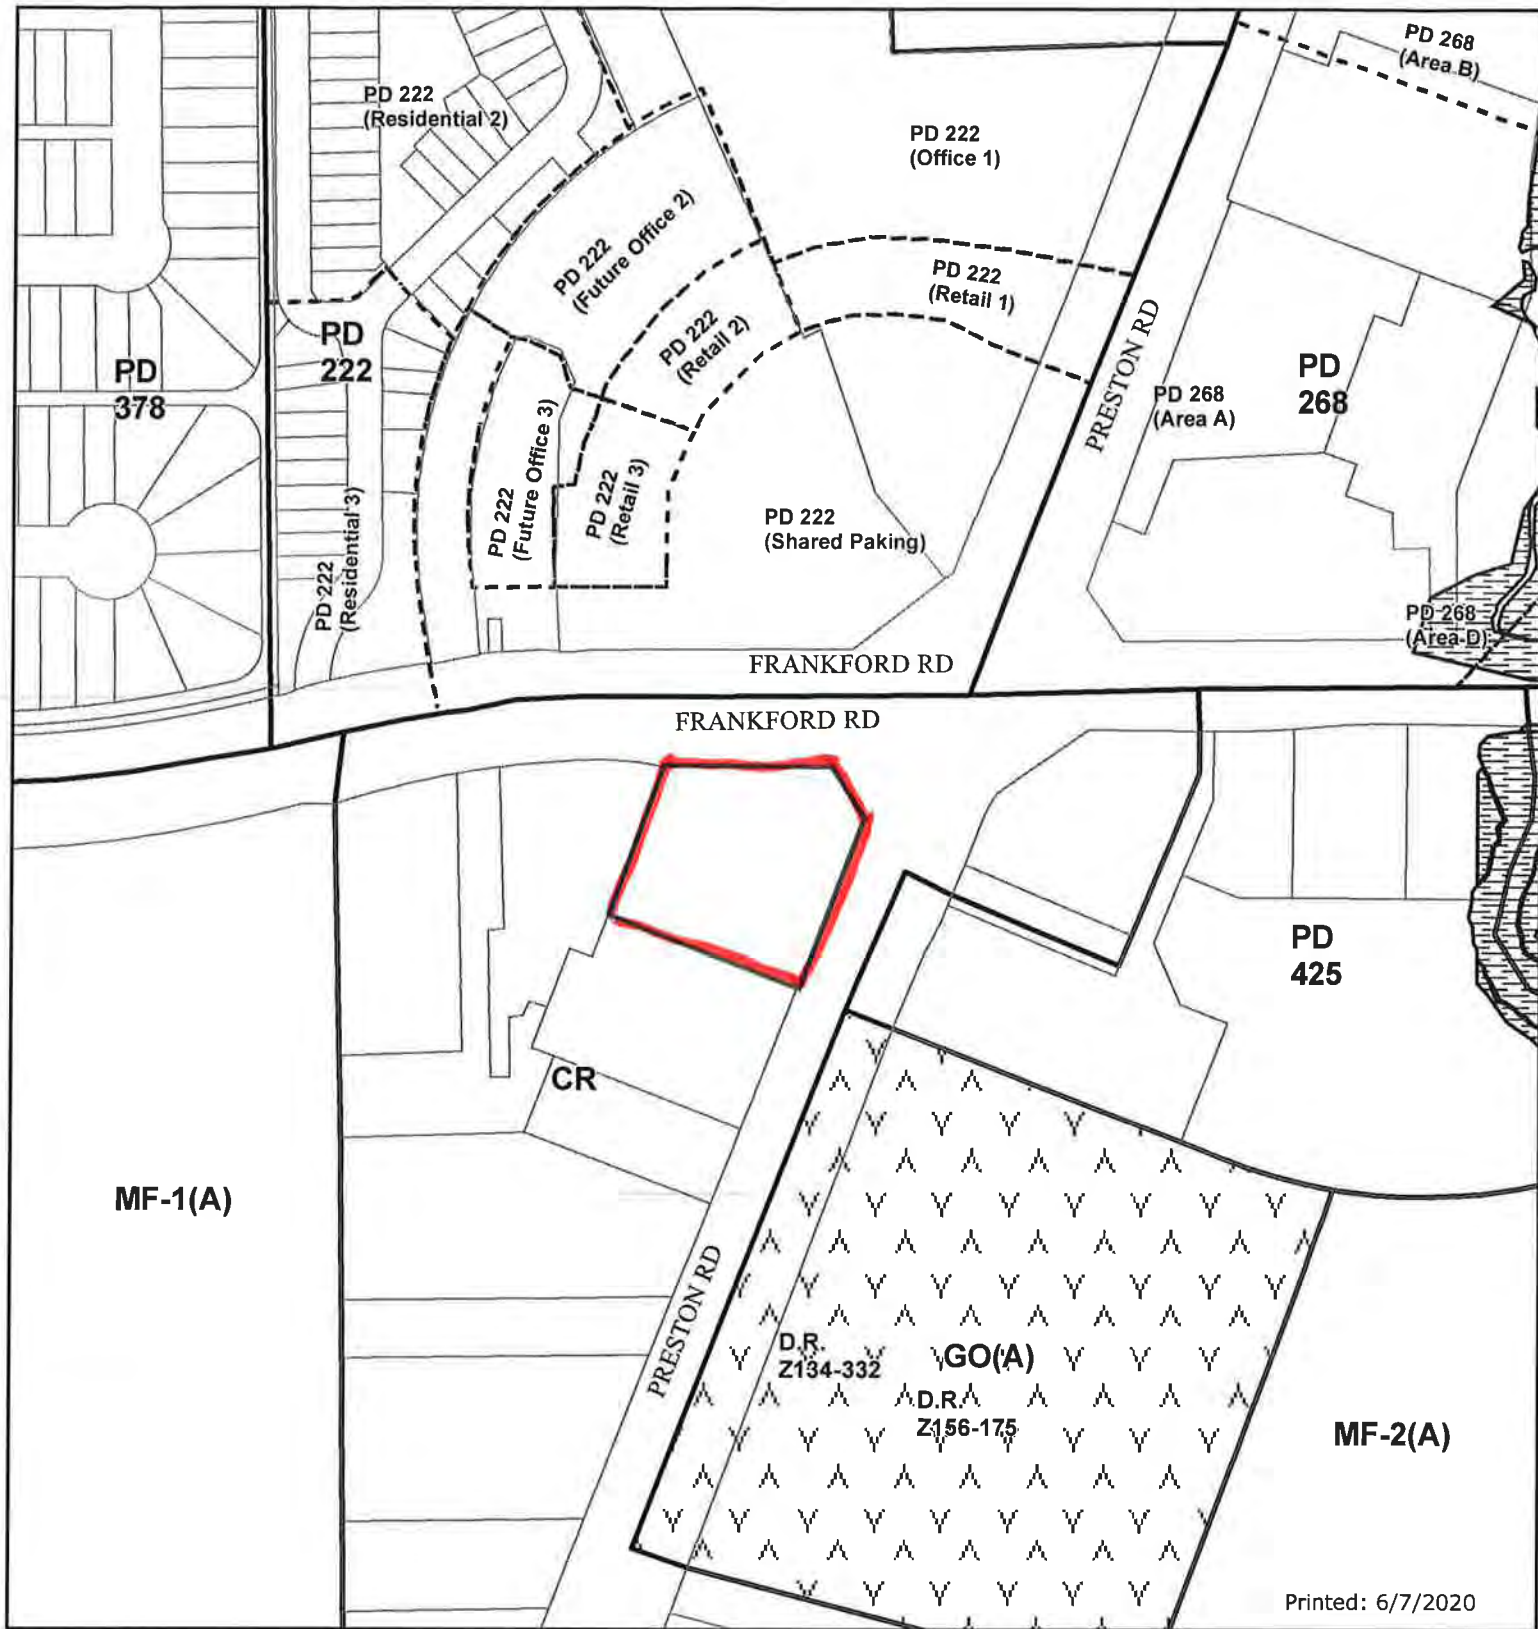 PD 268
(Area B)
PD 222
(Residential 2)
PD 222
(Office 1)
PD 222
(Future Office 2)
PD 222
(Retail 1)
PD 222
(Retail 2)
PD
222
PD
378
PRESTON RD
PD
268
PD 268
(Area A)
PD 222
(Future Office 3)
PD 222
(Retail 3)
PD 222
(Residential 3)
PD 222
(Shared Paking)
PD 268
(Area D)
FRANKFORD RD
FRANKFORD RD
PD
425
CR
MF-1(A)
PRESTON RD
D.R.
Z134-332
GO(A)
D.R.
Z156-175
MF-2(A)
Printed: 6/7/2020